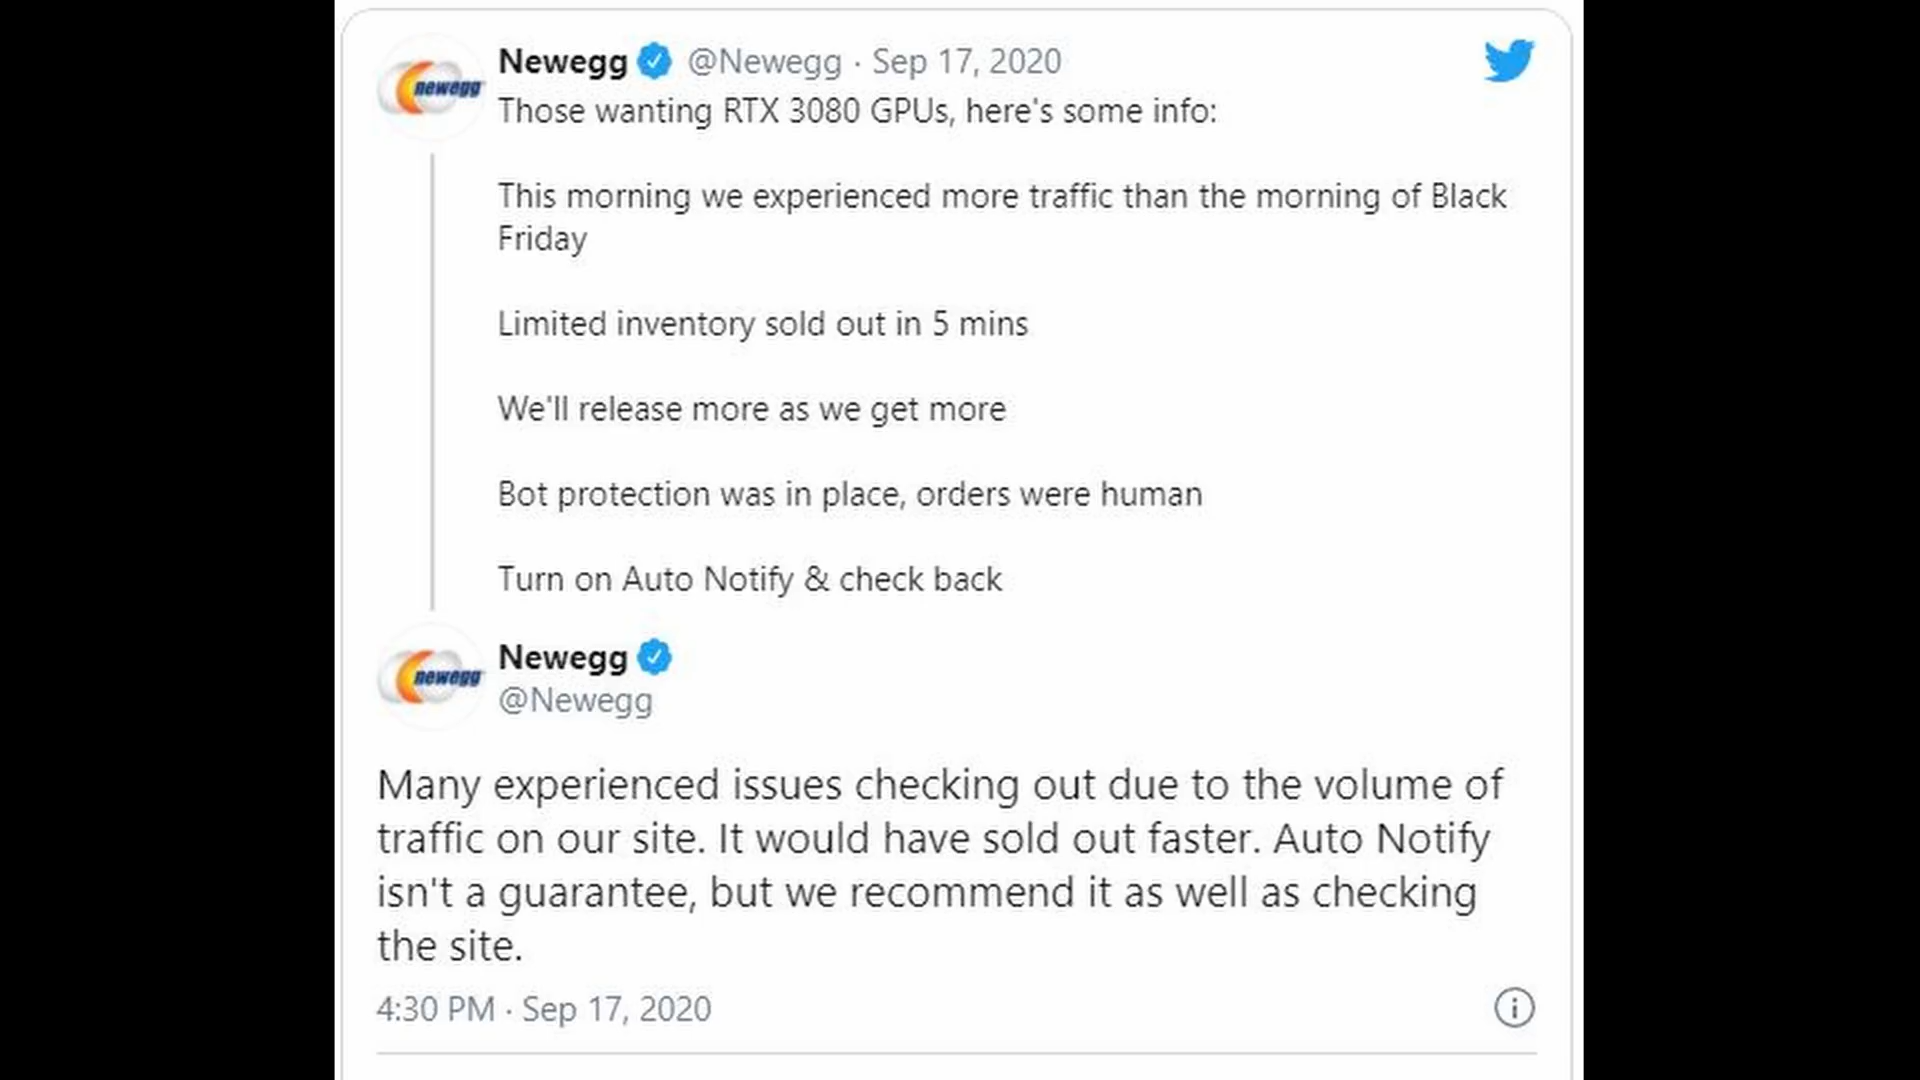 Newegg @Newegg · Sep 17, 2020
newegg
Those wanting RTX 3080 GPUs, here's some info:
This morning we experienced more traffic than the morning of Black
Friday
Limited inventory sold out in 5 mins
We'll release more as we get more
Bot protection was in place, orders were human
Turn on Auto Notify & check back
Newegg
newegg
@Newegg
Many experienced issues checking out due to the volume of
traffic on our site. It would have sold out faster. Auto Notify
isn't a guarantee, but we recommend it as well as checking
the site.
4:30 PM · Sep 17, 2020